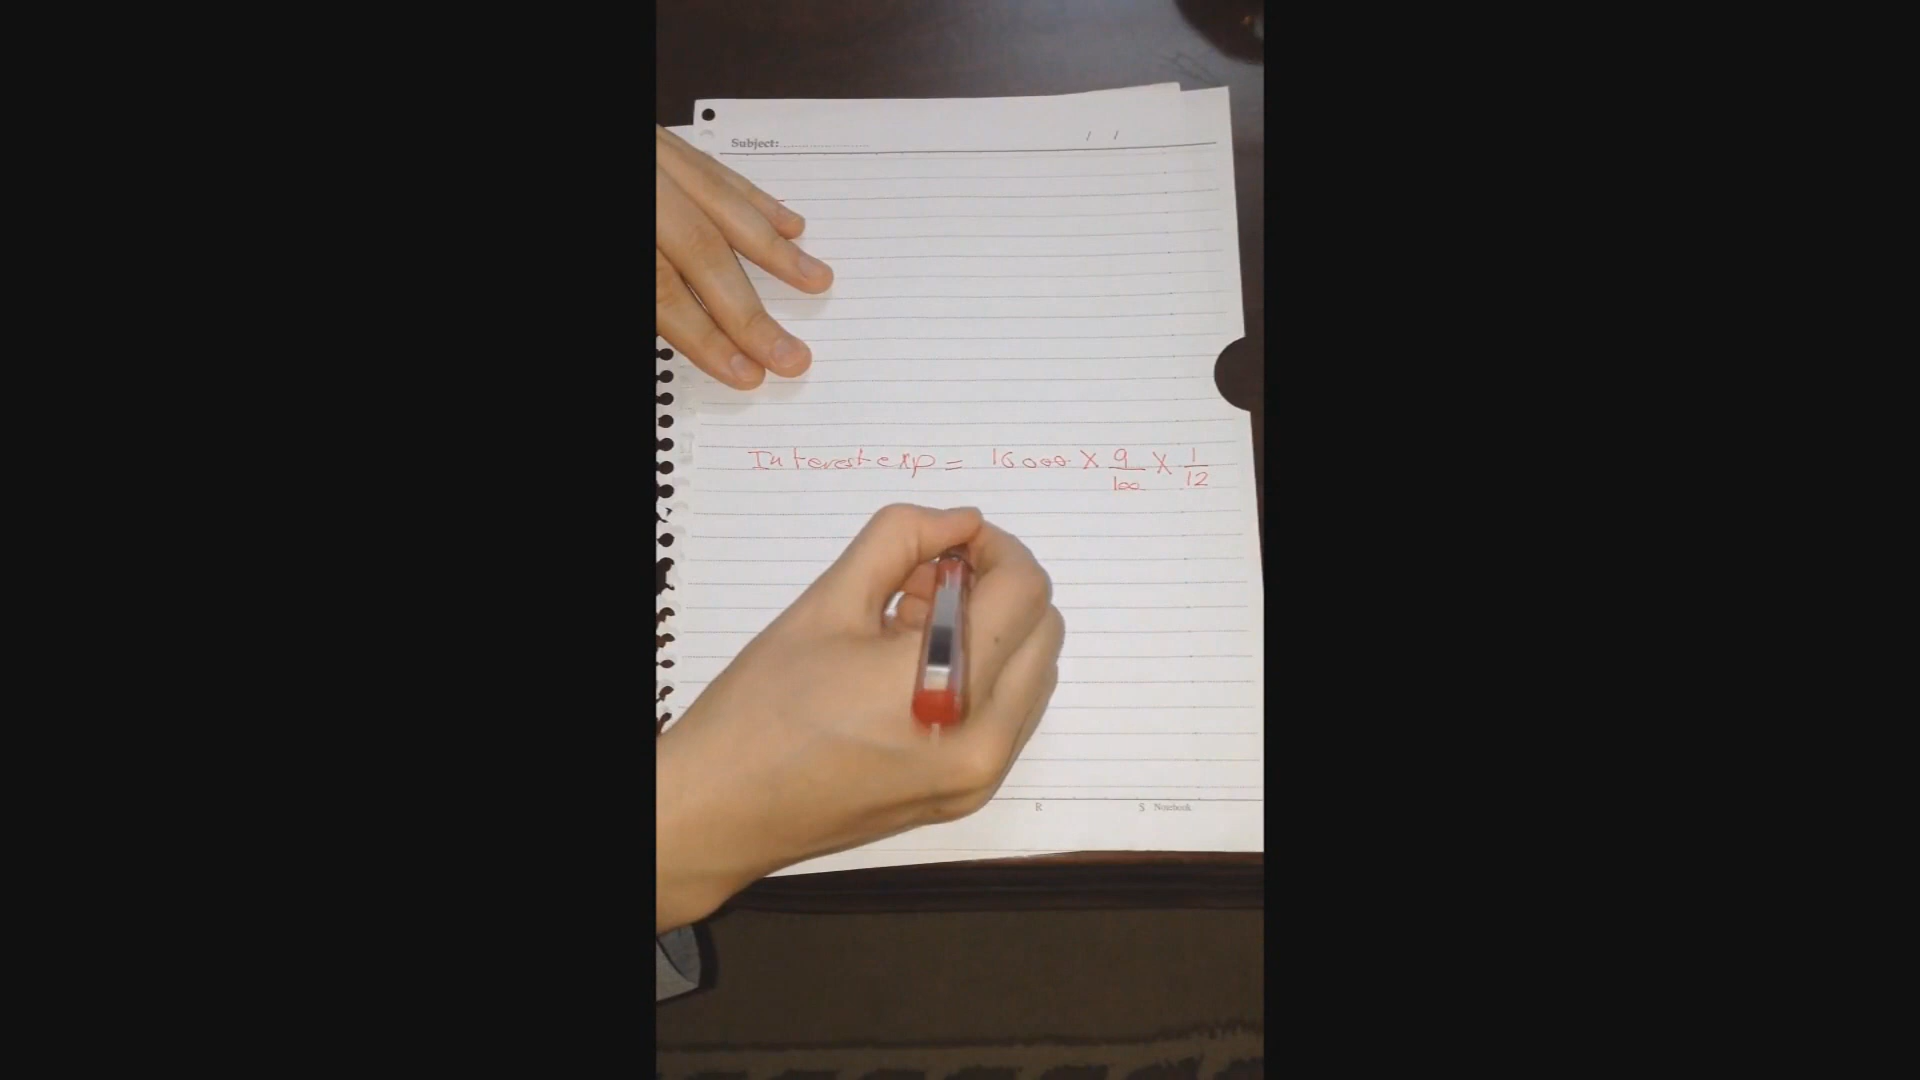 Subject: ........................ / /
Interest exp = 16000 X 9/100 X 1/12
R S Notebook